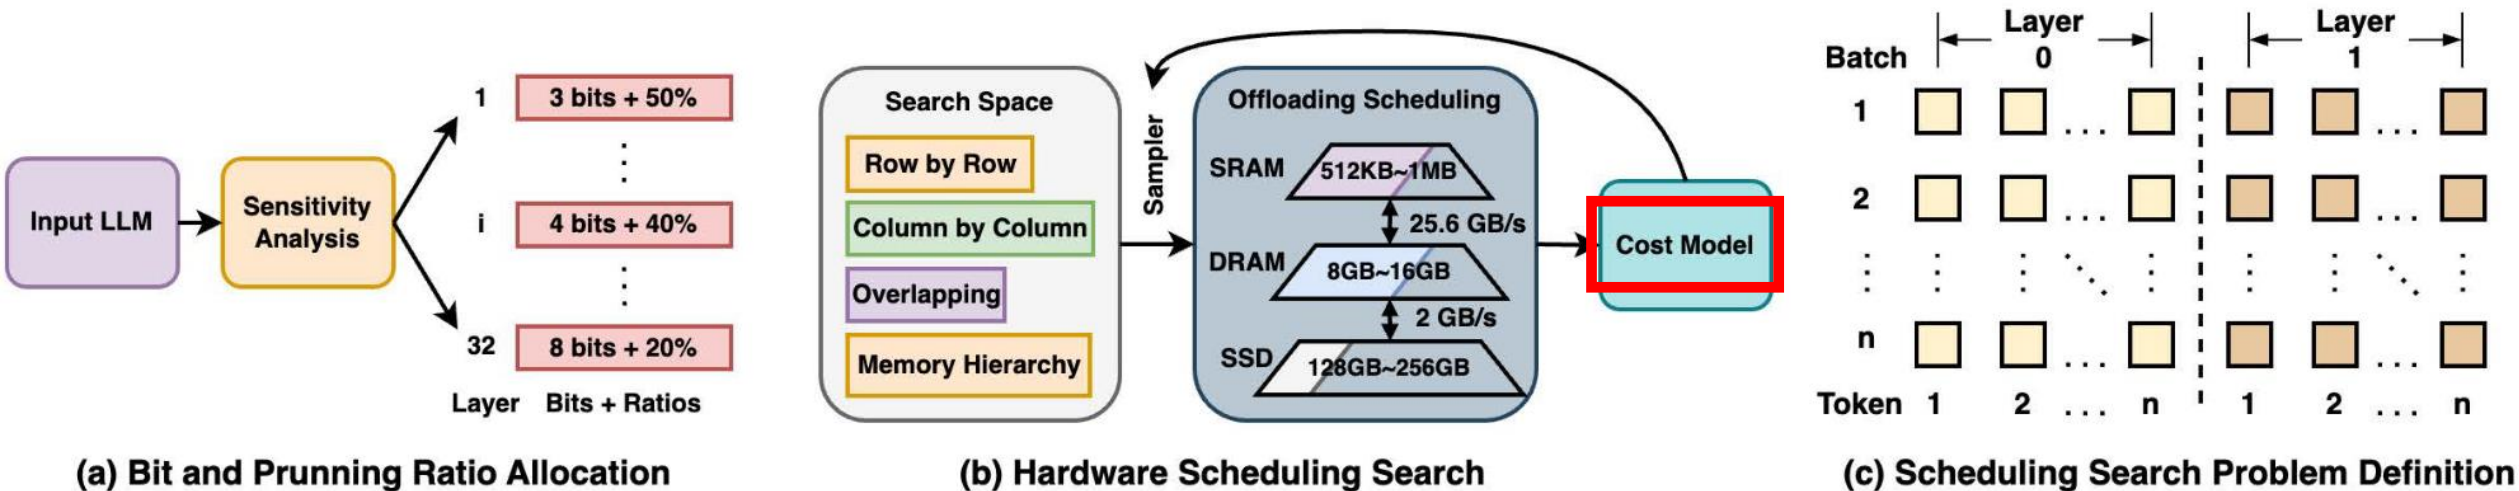 Input LLM
Sensitivity
Analysis
1
3 bits + 50%
i
4 bits + 40%
32
8 bits + 20%
Layer
Bits + Ratios
(a) Bit and Prunning Ratio Allocation
Search Space
Row by Row
Column by Column
Overlapping
Memory Hierarchy
Sampler
Offloading Scheduling
SRAM
512KB~1MB
25.6 GB/s
DRAM
8GB~16GB
2 GB/s
SSD
128GB~256GB
Cost Model
(b) Hardware Scheduling Search
Batch
Layer
0
Layer
1
1
. . .
. . .
2
. . .
. . .
n
. . .
. . .
Token 1 2 . . . n 1 2 . . . n
(c) Scheduling Search Problem Definition